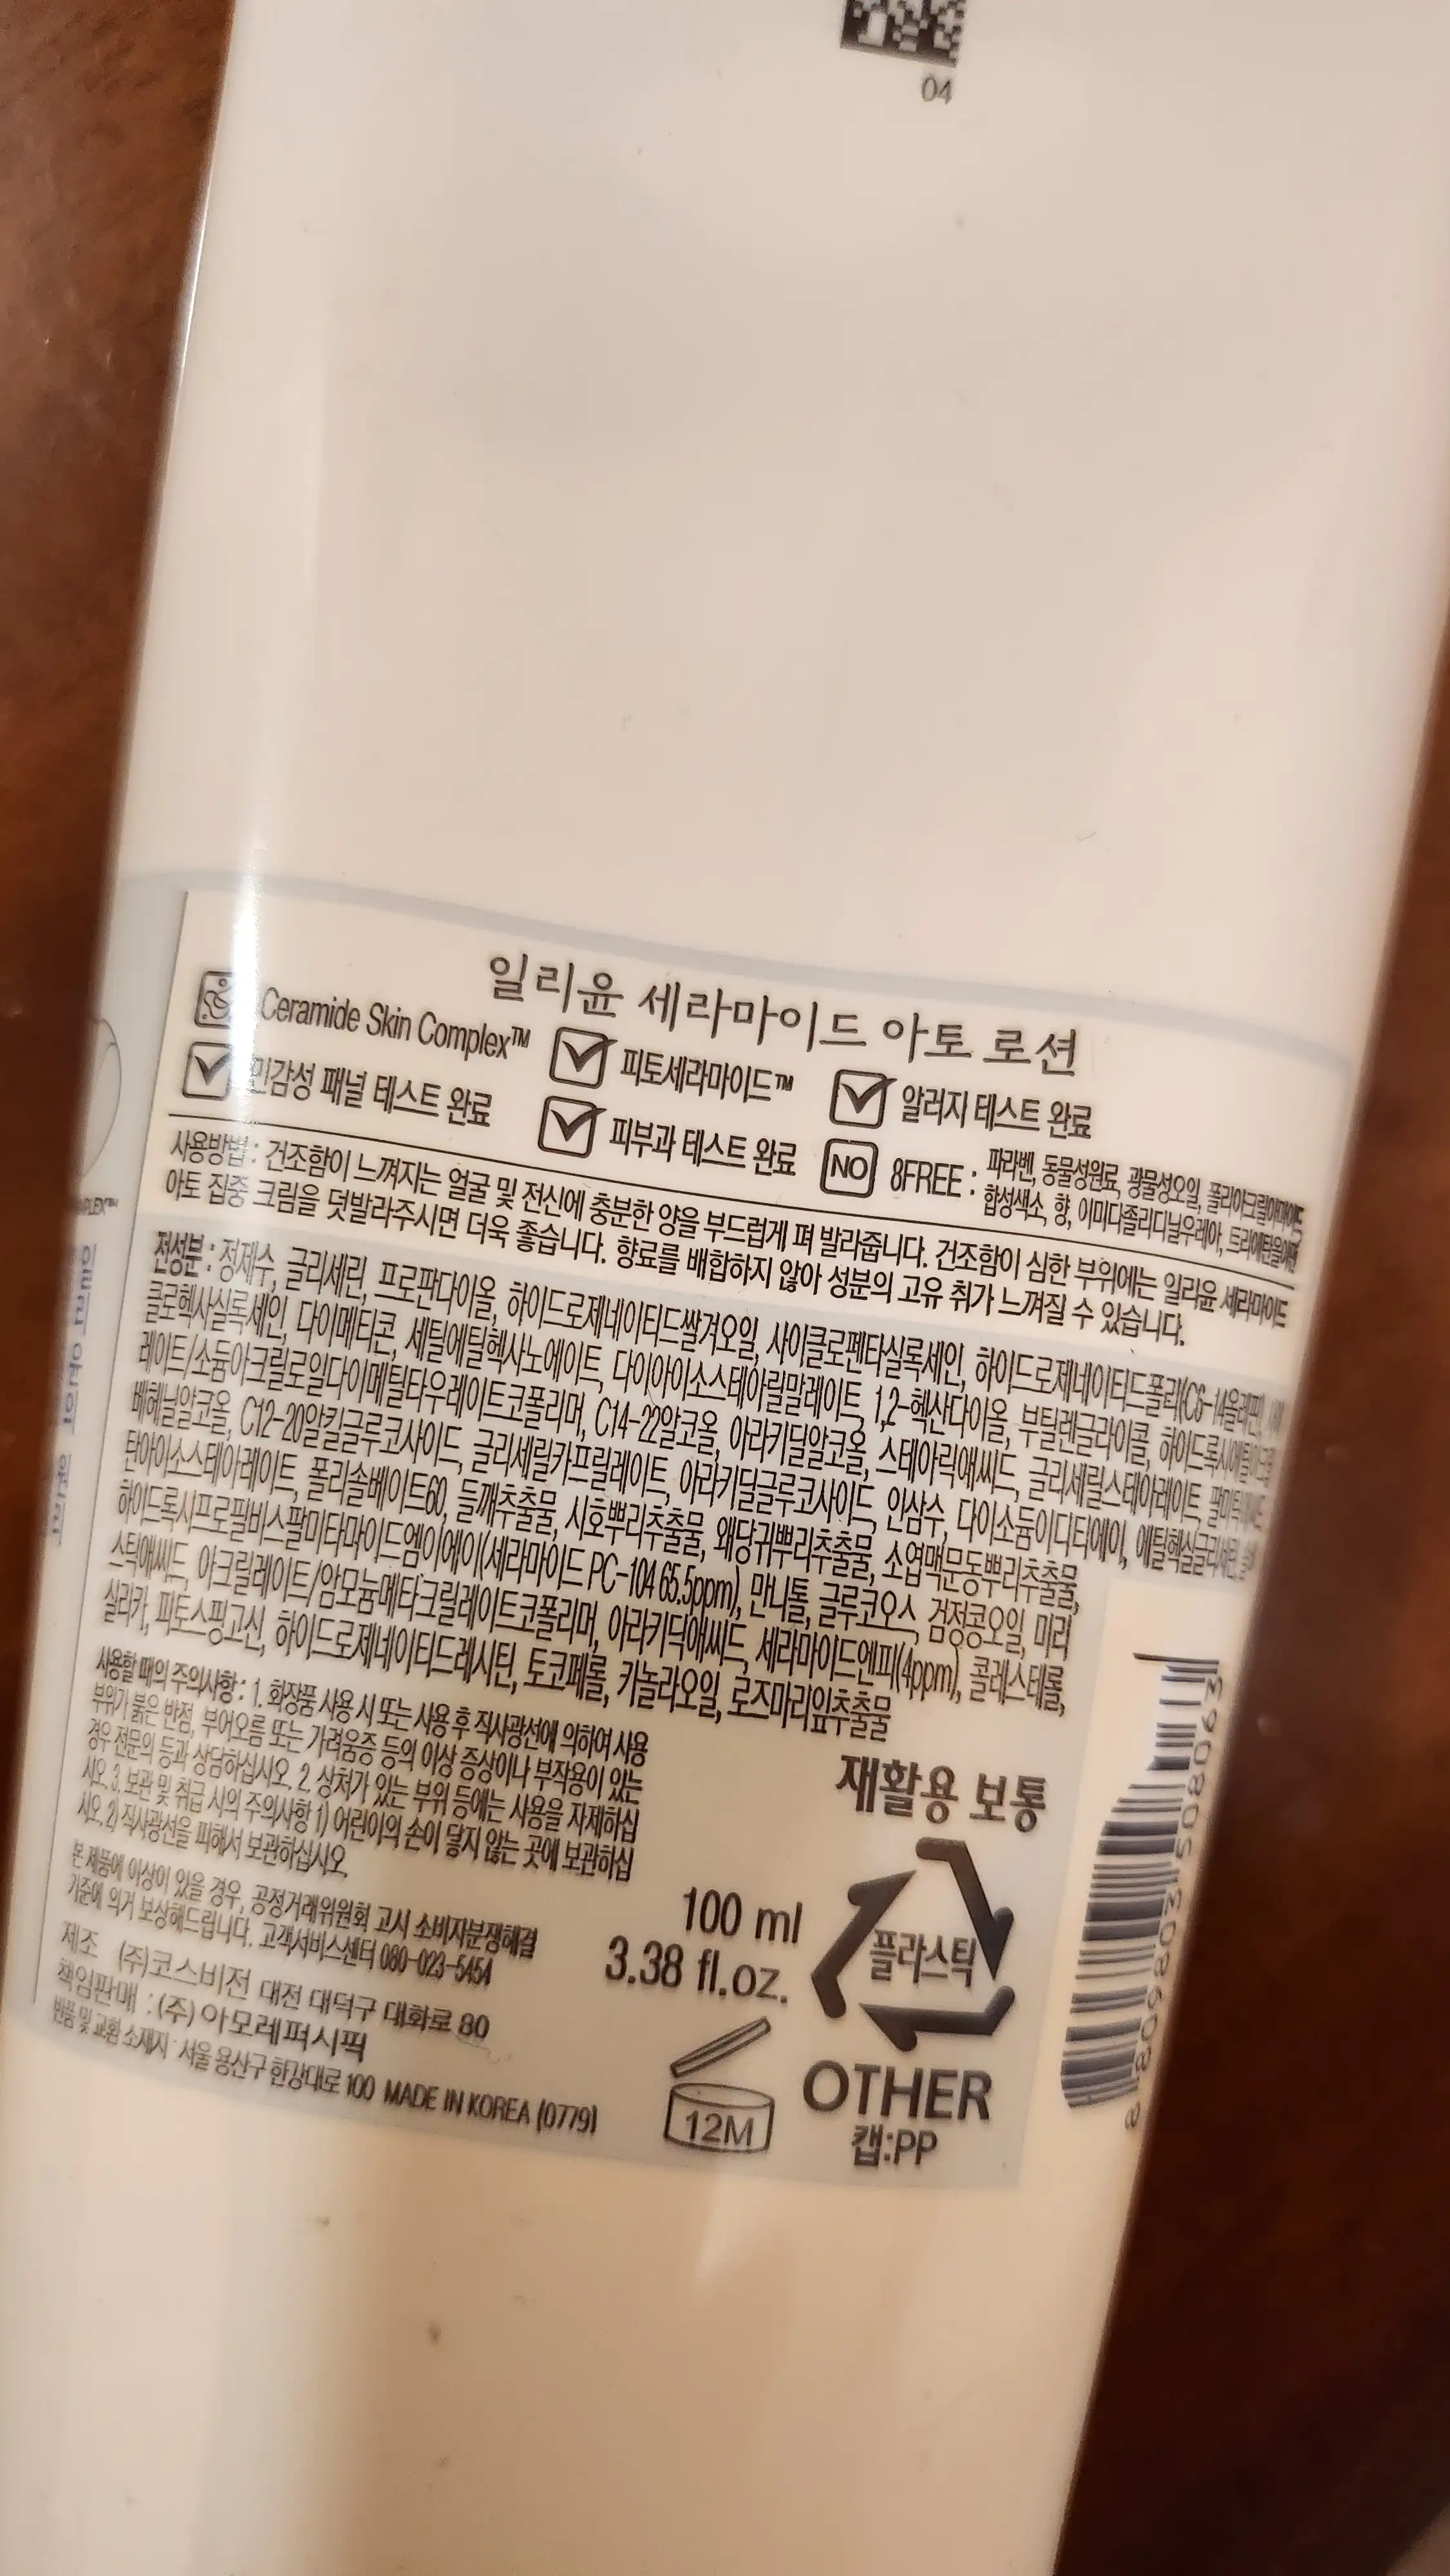 04
일리윤 세라마이드 아토 로션
Ceramide Skin Complex™ 피토세라마이드™ 알러지 테스트 완료
민감성 패널 테스트 완료 피부과 테스트 완료 NO 8FREE : 파라벤, 동물성원료, 광물성오일, 폴리아크릴아마이드,
합성색소, 향, 이미다졸리디닐우레아, 트리에탄올아민
사용방법 : 건조함이 느껴지는 얼굴 및 전신에 충분한 양을 부드럽게 펴 발라줍니다. 건조함이 심한 부위에는 일리윤 세라마이드
아토 집중 크림을 덧발라주시면 더욱 좋습니다. 향료를 배합하지 않아 성분의 고유 취가 느껴질 수 있습니다.
전성분 : 정제수, 글리세린, 프로판다이올, 하이드로제네이티드쌀겨오일, 사이클로펜타실록세인, 하이드로제네이티드폴리(C6-14올레핀),
클로헥사실록세인, 다이메티콘, 세틸에틸헥사노에이트, 다이아이소스테아릴말레이트, 1,2-헥산다이올, 부틸렌글라이콜, 하이드록시에틸아크릴
레이트/소듐아크릴로일다이메틸타우레이트코폴리머, C14-22알코올, 아라키딜알코올, 스테아릭애씨드, 글리세릴스테아레이트, 팔미틱애씨드,
베헤닐알코올, C12-20알킬글루코사이드, 글리세릴카프릴레이트, 아라키딜글루코사이드, 인삼수, 다이소듐이디티에이, 에틸헥실글리세린,
탄아이소스테아레이트, 폴리솔베이트60, 들깨추출물, 시호뿌리추출물, 왜당귀뿌리추출물, 소엽맥문동뿌리추출물,
하이드록시프로필비스팔미타마이드엠이에이(세라마이드 PC-104 65.5ppm), 만니톨, 글루코오스, 검정콩오일, 미리
스틱애씨드, 아크릴레이트/암모늄메타크릴레이트코폴리머, 아라키딕애씨드, 세라마이드엔피(4ppm), 콜레스테롤,
실리카, 피토스핑고신, 하이드로제네이티드레시틴, 토코페롤, 카놀라오일, 로즈마리잎추출물
사용할 때의 주의사항 : 1. 화장품 사용 시 또는 사용 후 직사광선에 의하여 사용
부위가 붉은 반점, 부어오름 또는 가려움증 등의 이상 증상이나 부작용이 있는
경우 전문의 등과 상담하십시오. 2. 상처가 있는 부위 등에는 사용을 자제하십
시오. 3. 보관 및 취급 시의 주의사항 1) 어린이의 손이 닿지 않는 곳에 보관하십
시오. 2) 직사광선을 피해서 보관하십시오.
본 제품에 이상이 있을 경우, 공정거래위원회 고시 소비자분쟁해결
기준에 의거 보상해드립니다. 고객서비스센터 080-023-5454
제조 (주)코스비전 대전 대덕구 대화로 80
책임판매 : (주) 아모레퍼시픽
반품 및 교환 소재지 : 서울 용산구 한강대로 100 MADE IN KOREA (0779)
100 ml
3.38 fl.oz.
12M
재활용 보통
플라스틱
OTHER
캡:PP